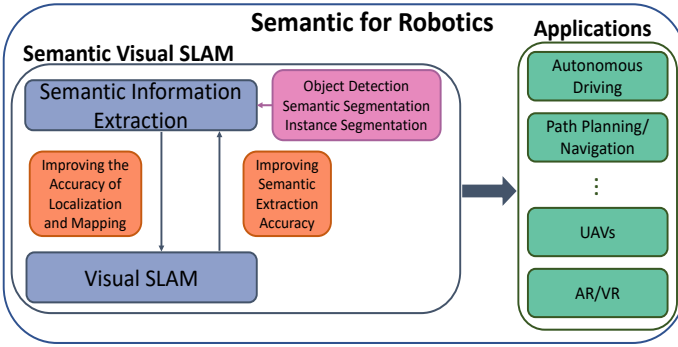 Semantic for Robotics
Semantic Visual SLAM
Semantic Information
Extraction
Object Detection
Semantic Segmentation
Instance Segmentation
Improving the
Accuracy of
Localization
and Mapping
Improving
Semantic
Extraction
Accuracy
Visual SLAM
Applications
Autonomous
Driving
Path Planning/
Navigation
...
UAVs
AR/VR